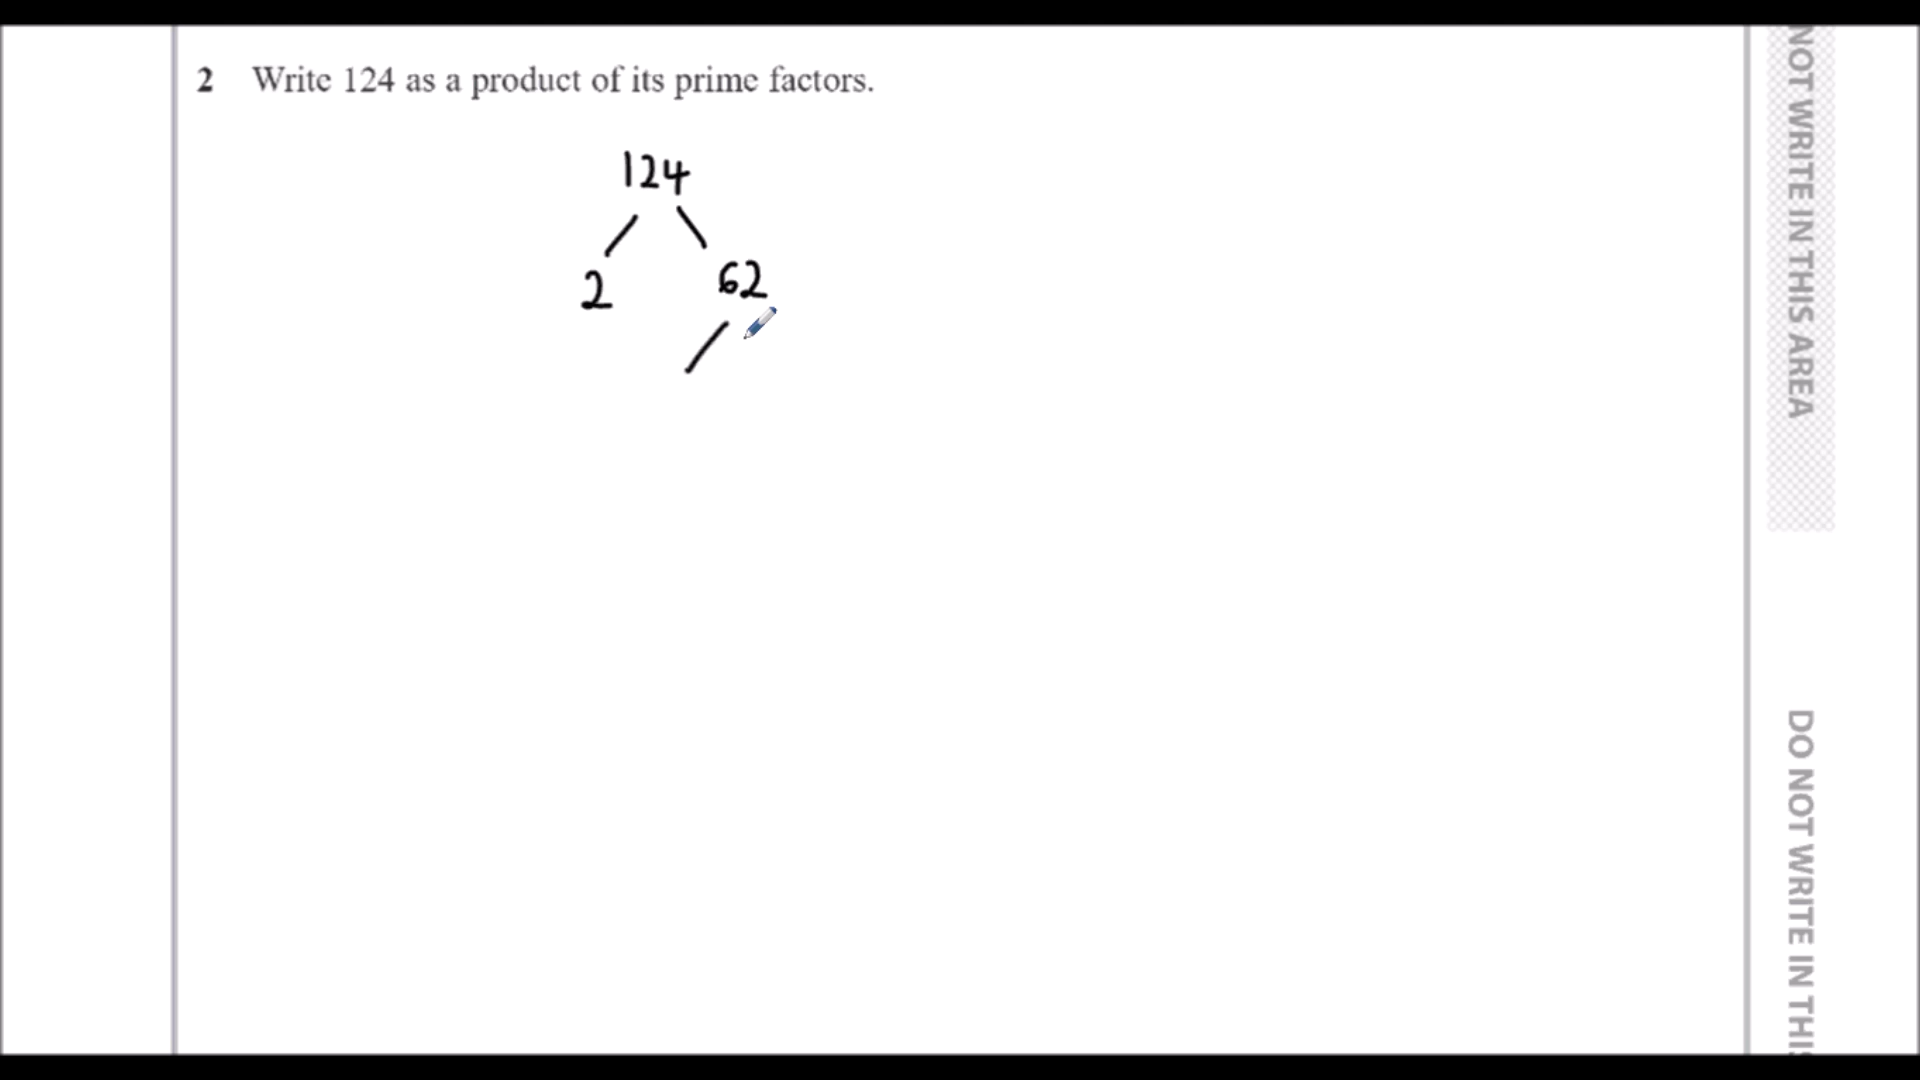 2 Write 124 as a product of its prime factors.
124
2 62
NOT WRITE IN THIS AREA
DO NOT WRITE IN THIS